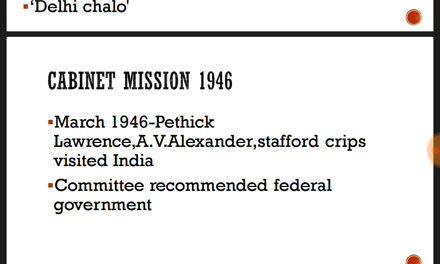 ▪‘Delhi chalo'
CABINET MISSION 1946
▪March 1946-Pethick
Lawrence,A.V.Alexander,stafford crips
visited India
▪Committee recommended federal
government